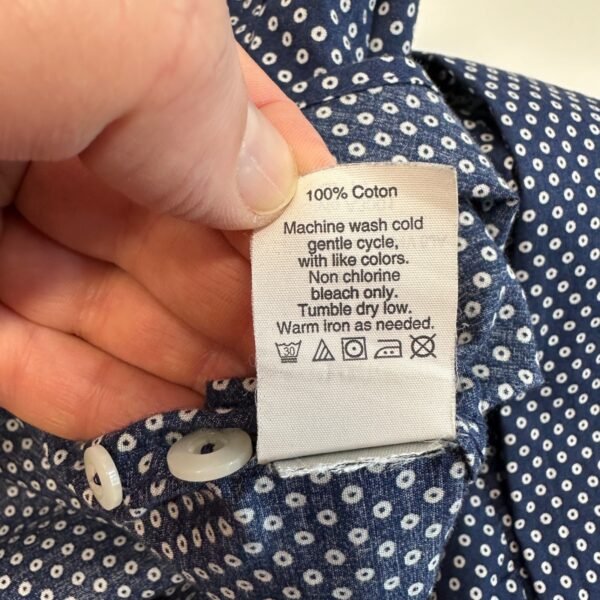 100% Coton
Machine wash cold
gentle cycle,
with like colors.
Non chlorine
bleach only.
Tumble dry low.
Warm iron as needed.
30